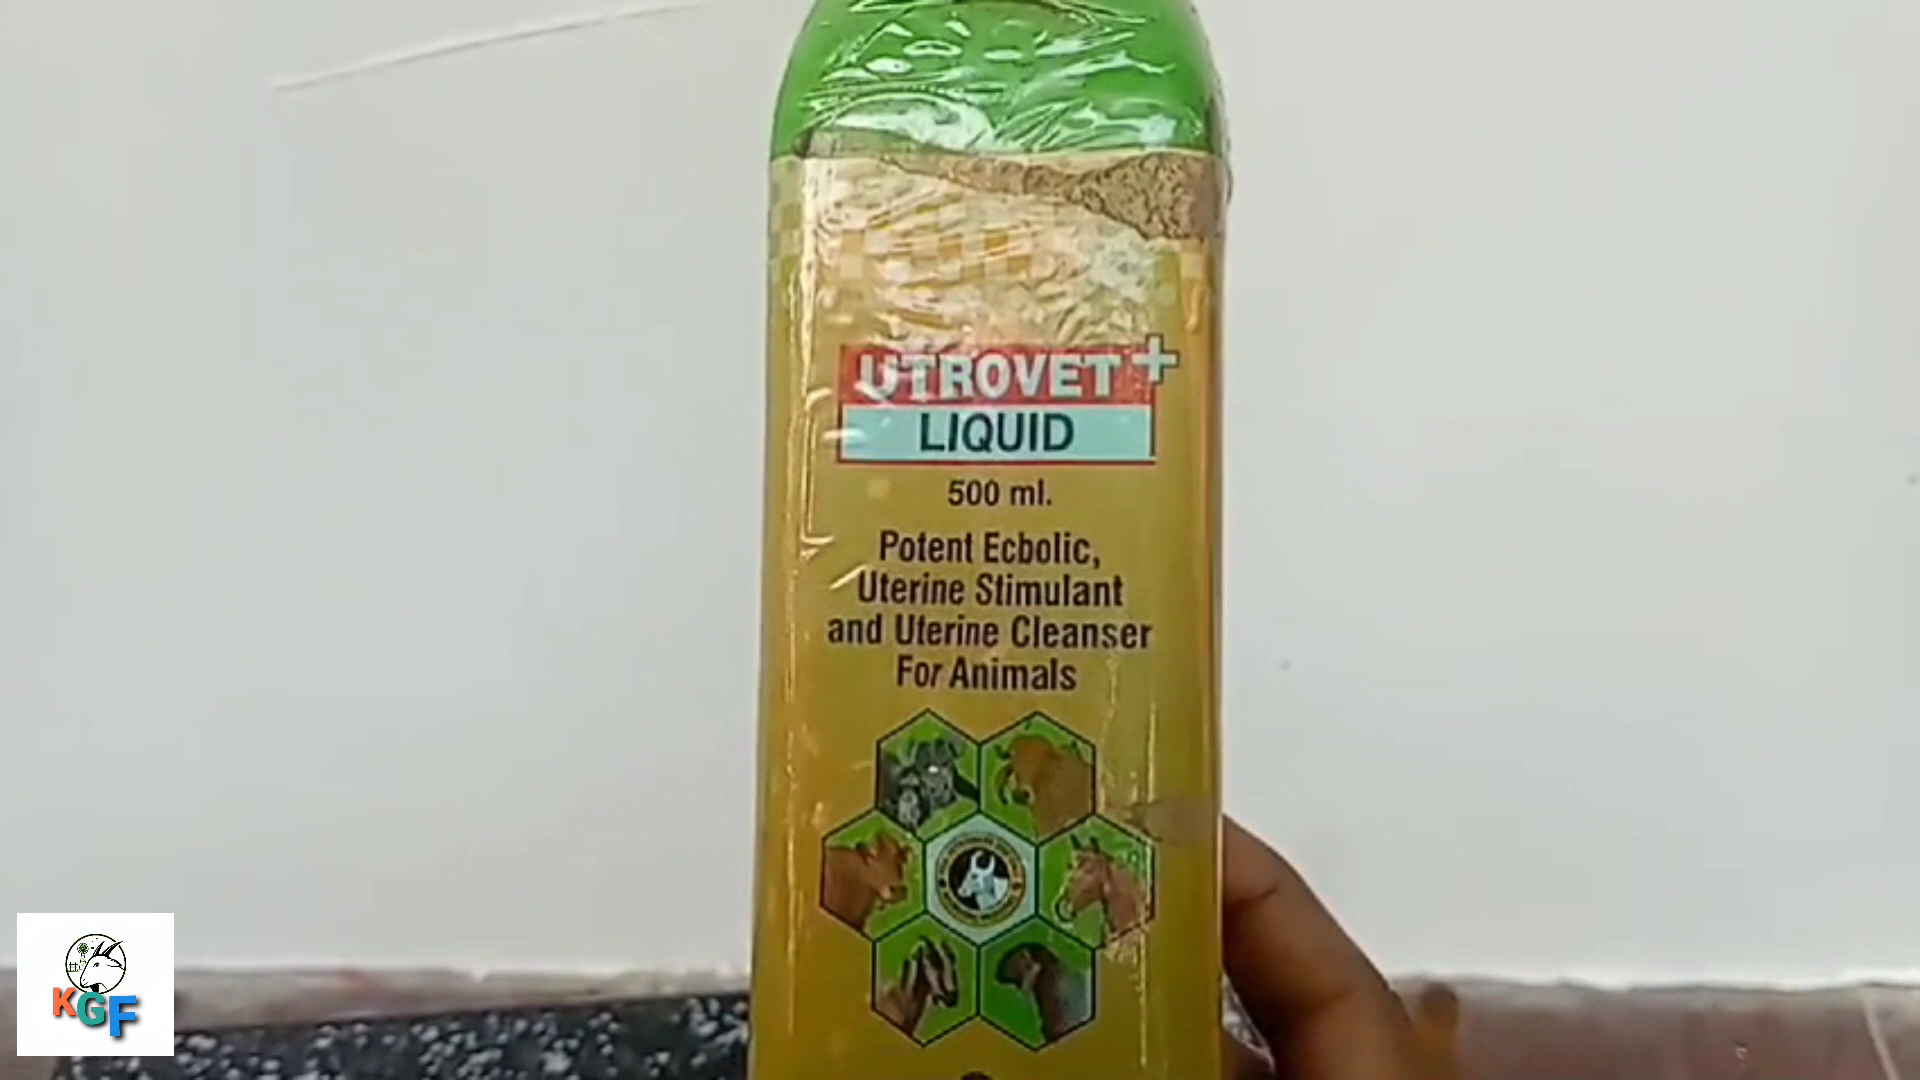 UTROVET+
LIQUID
500 ml.
Potent Ecbolic,
Uterine Stimulant
and Uterine Cleanser
For Animals
KGF